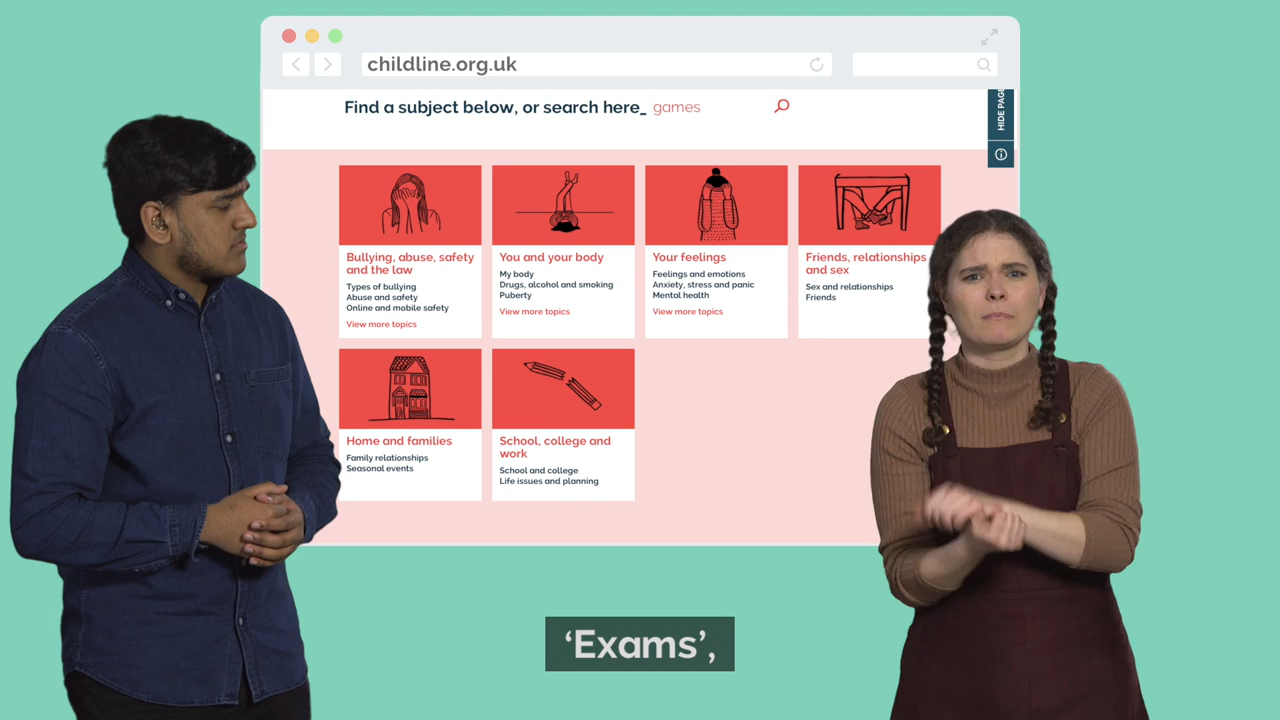 childline.org.uk
Find a subject below, or search here_ games
HIDE PAGE
Bullying, abuse, safety
and the law
Types of bullying
Abuse and safety
Online and mobile safety
View more topics
You and your body
My body
Drugs, alcohol and smoking
Puberty
View more topics
Your feelings
Feelings and emotions
Anxiety, stress and panic
Mental health
View more topics
Friends, relationships
and sex
Sex and relationships
Friends
Home and families
Family relationships
Seasonal events
School, college and
work
School and college
Life issues and planning
‘Exams’,